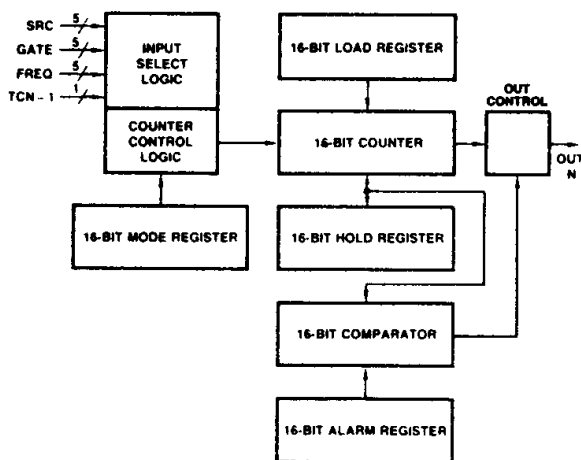 SRC 5
GATE 5
FREQ 5
TCN - 1 1
INPUT
SELECT
LOGIC
COUNTER
CONTROL
LOGIC
16-BIT MODE REGISTER
16-BIT LOAD REGISTER
16-BIT COUNTER
16-BIT HOLD REGISTER
16-BIT COMPARATOR
16-BIT ALARM REGISTER
OUT
CONTROL
OUT
N